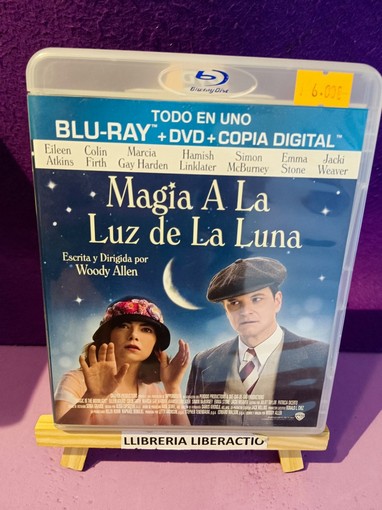 Blu-ray Disc
6.00€
TODO EN UNO
BLU-RAY™ + DVD + COPIA DIGITAL™
Eileen Atkins
Colin Firth
Marcia Gay Harden
Hamish Linklater
Simon McBurney
Emma Stone
Jacki Weaver
Magia A La
Luz de La Luna
Escrita y Dirigida por
Woody Allen
LLIBRERIA LIBERACTIO